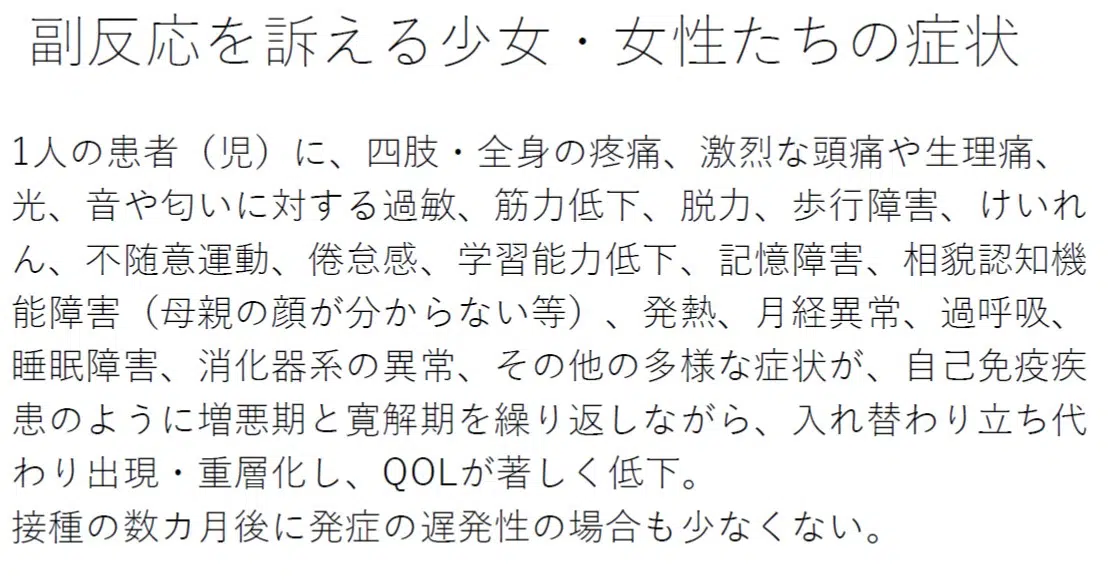 副反応を訴える少女・女性たちの症状
1人の患者（児）に、四肢・全身の疼痛、激烈な頭痛や生理痛、
光、音や匂いに対する過敏、筋力低下、脱力、歩行障害、けいれ
ん、不随意運動、倦怠感、学習能力低下、記憶障害、相貌認知機
能障害（母親の顔が分からない等）、発熱、月経異常、過呼吸、
睡眠障害、消化器系の異常、その他の多様な症状が、自己免疫疾
患のように増悪期と寛解期を繰り返しながら、入れ替わり立ち代
わり出現・重層化し、QOLが著しく低下。
接種の数カ月後に発症の遅発性の場合も少なくない。